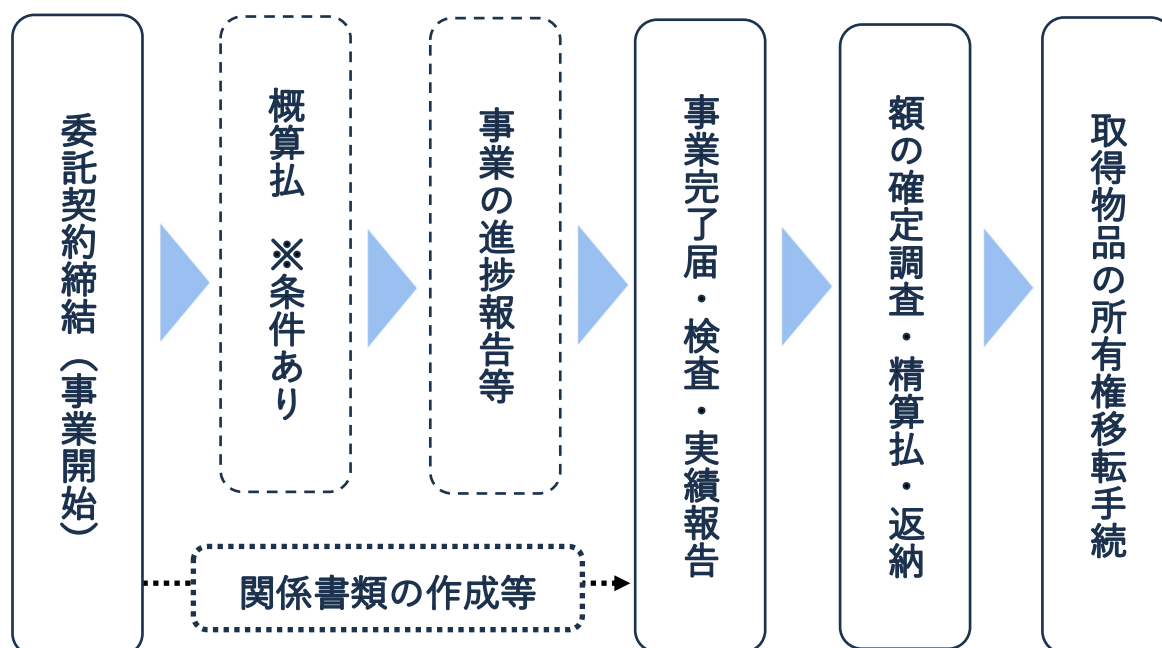 委託契約締結（事業開始）
概算払　※条件あり
事業の進捗報告等
事業完了届・検査・実績報告
額の確定調査・精算払・返納
取得物品の所有権移転手続
関係書類の作成等